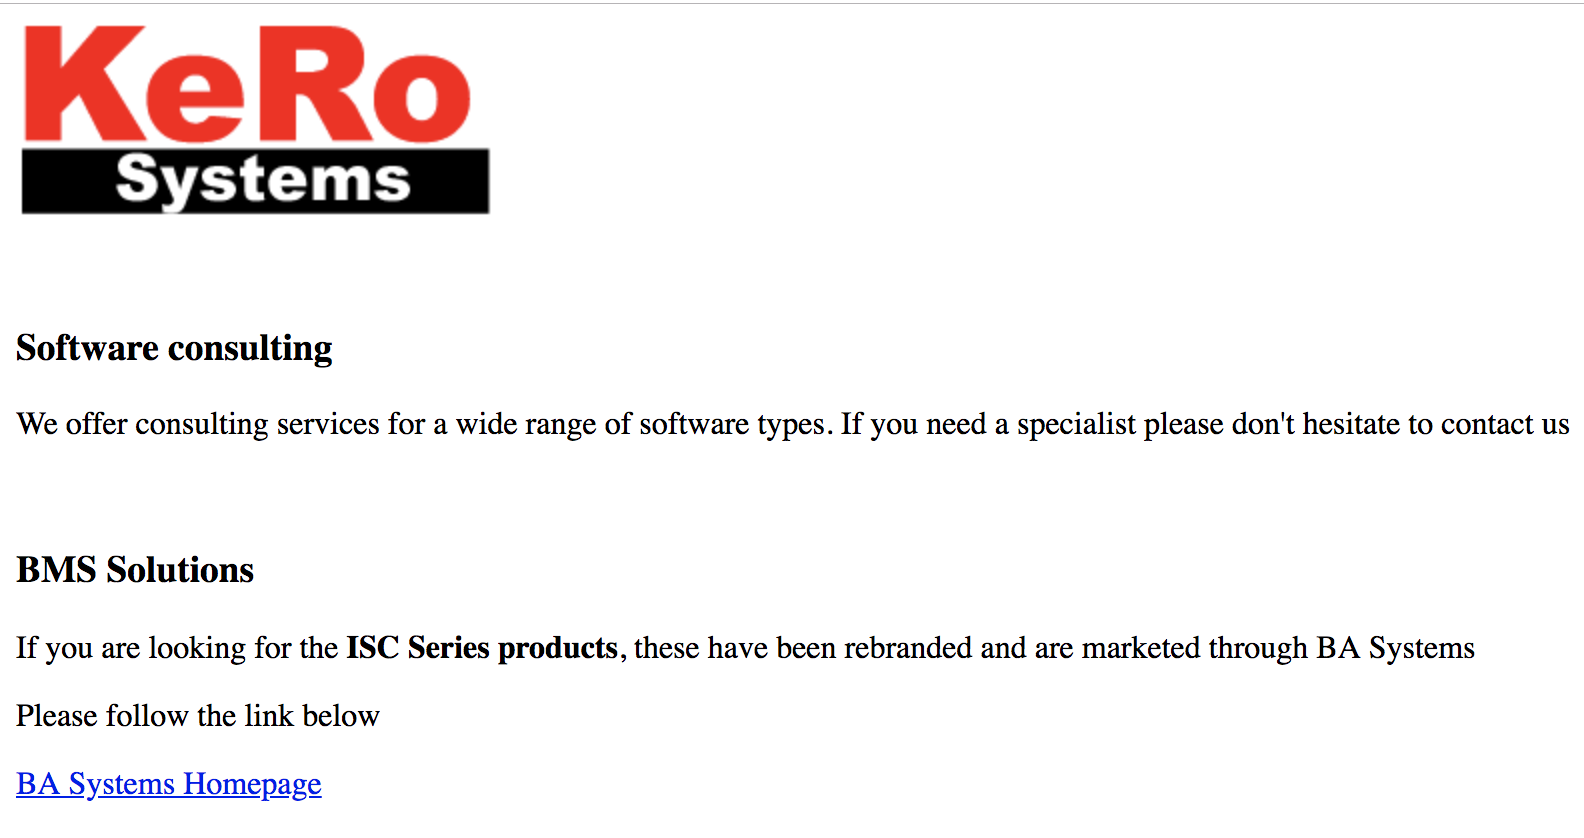 KeRo
Systems
Software consulting
We offer consulting services for a wide range of software types. If you need a specialist please don't hesitate to contact us
BMS Solutions
If you are looking for the ISC Series products, these have been rebranded and are marketed through BA Systems
Please follow the link below
BA Systems Homepage